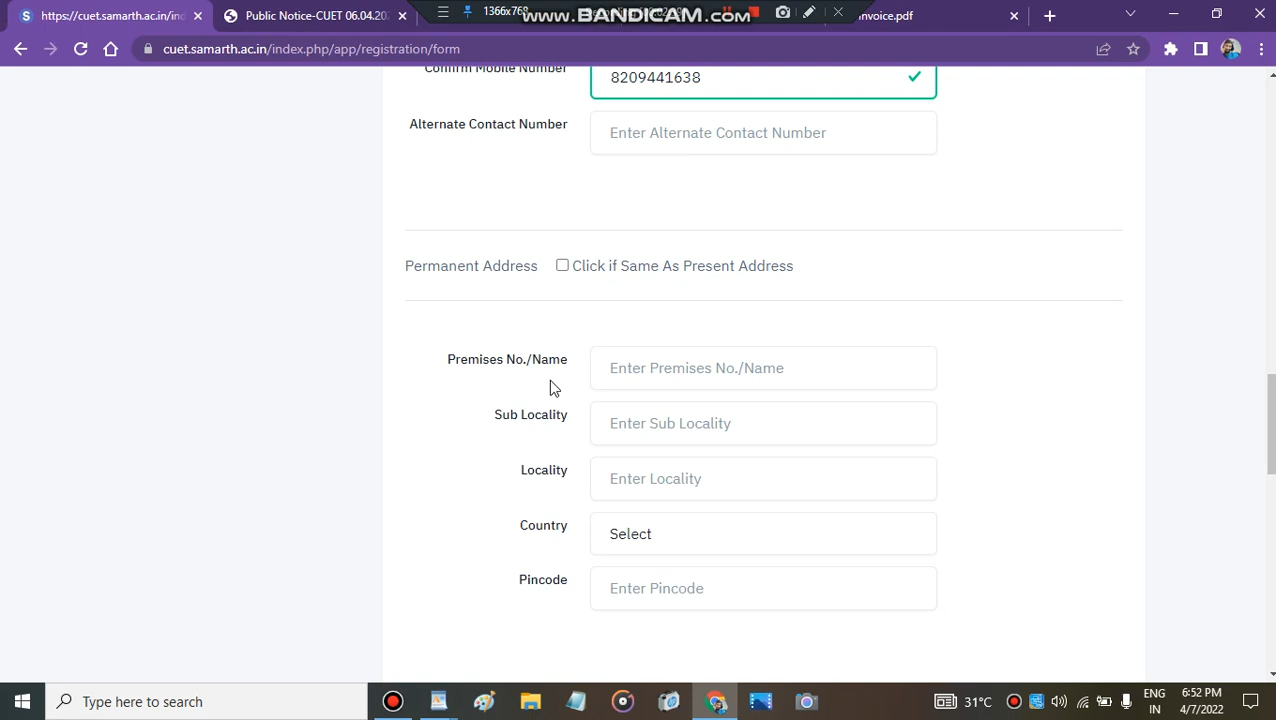 https://cuet.samarth.ac.in/ind
Public Notice-CUET 06.04.202
1366x768
www.BANDICAM.com
invoice.pdf
cuet.samarth.ac.in/index.php/app/registration/form
Confirm Mobile Number
8209441638
Alternate Contact Number
Enter Alternate Contact Number
Permanent Address
Click if Same As Present Address
Premises No./Name
Enter Premises No./Name
Sub Locality
Enter Sub Locality
Locality
Enter Locality
Country
Select
Pincode
Enter Pincode
Type here to search
31°C
ENG
IN
6:52 PM
4/7/2022